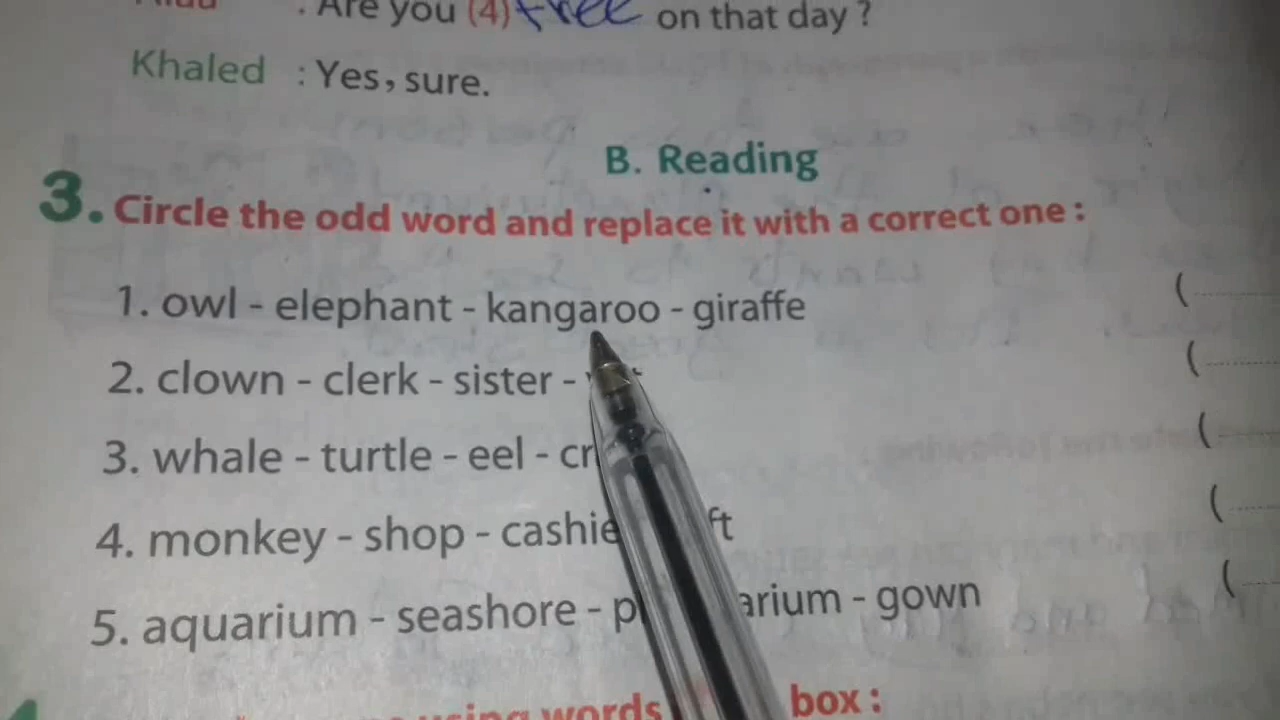 : Are you (4) free on that day ?
Khaled : Yes, sure.
B. Reading
3. Circle the odd word and replace it with a correct one :
1. owl - elephant - kangaroo - giraffe (
2. clown - clerk - sister - (
3. whale - turtle - eel - (
4. monkey - shop - (
5. aquarium - seashore - - gown (
using words box :